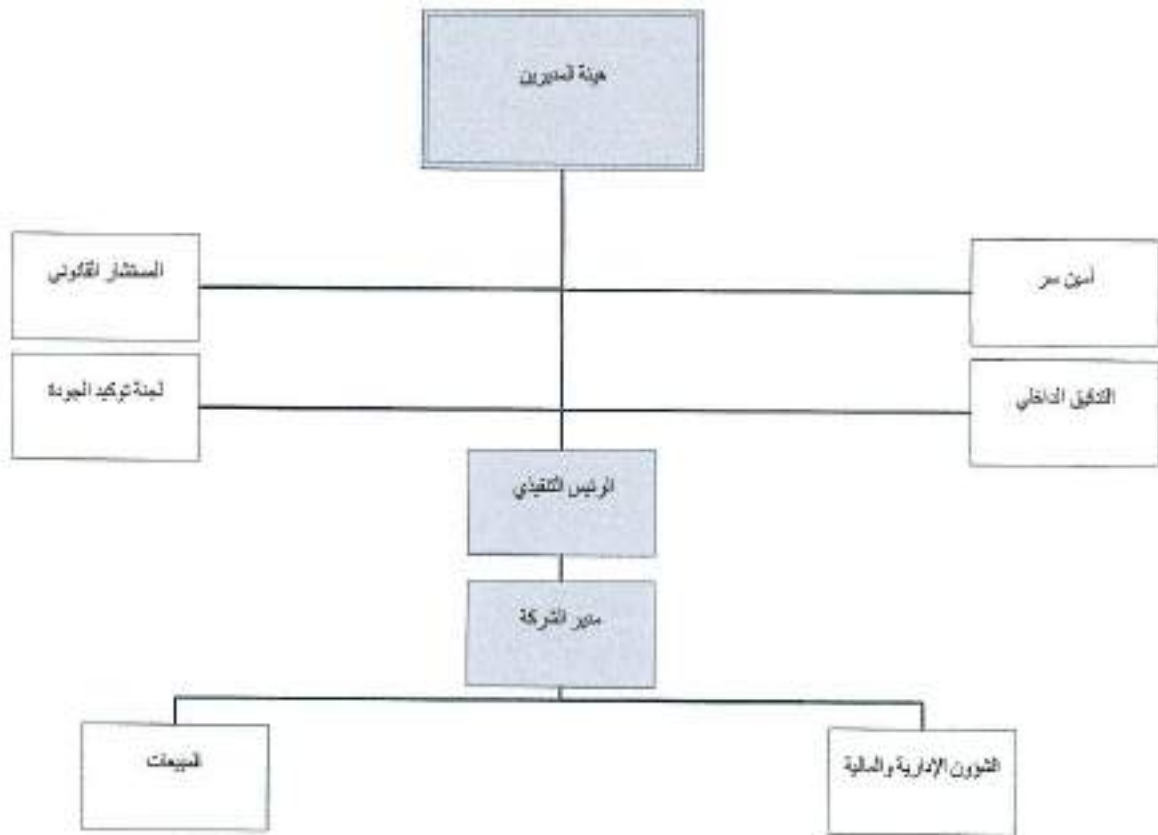 هيئة المديرين
أمين سر
المستشار القانوني
التدقيق الداخلي
لجنة توكيد الجودة
الرئيس التنفيذي
مدير الشركة
الشؤون الإدارية والمالية
المبيعات